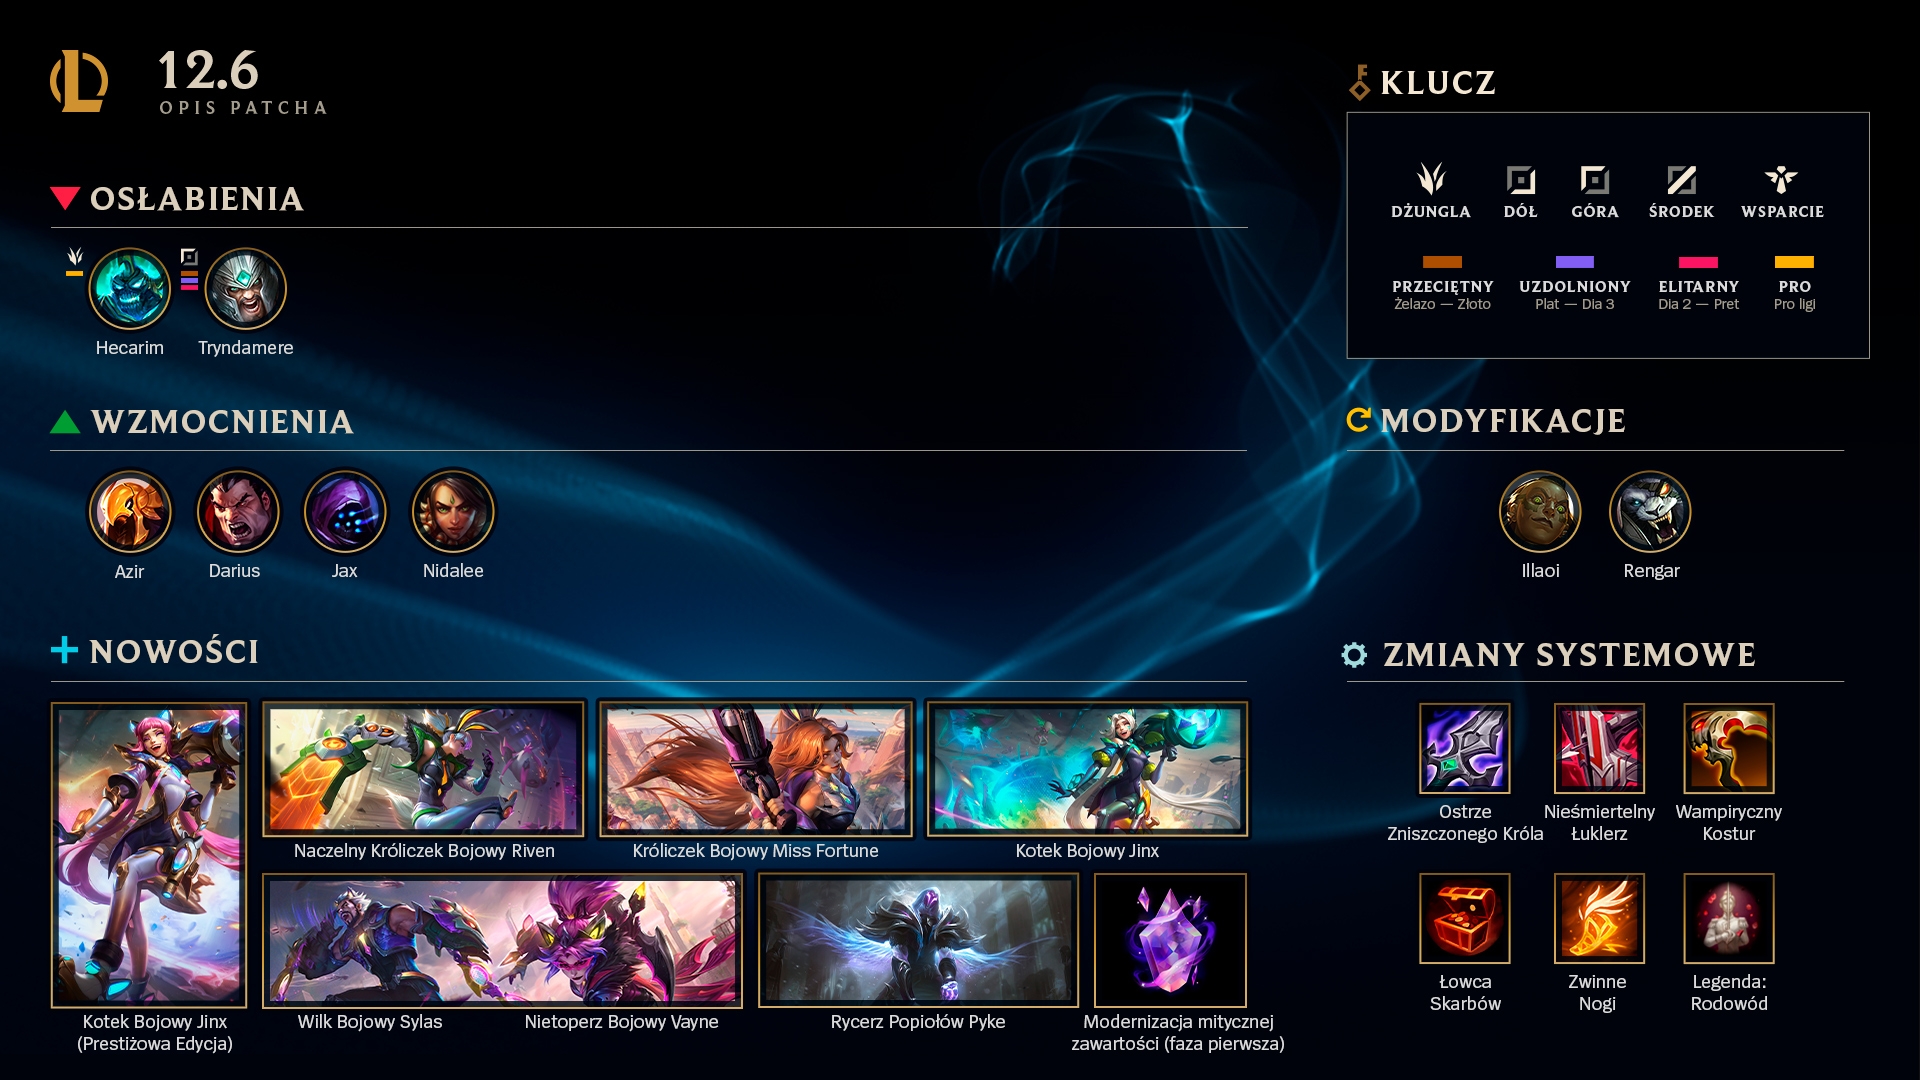 12.6
OPIS PATCHA
OSŁABIENIA
Hecarim
Tryndamere
WZMOCNIENIA
Azir
Darius
Jax
Nidalee
NOWOŚCI
Naczelny Króliczek Bojowy Riven
Króliczek Bojowy Miss Fortune
Kotek Bojowy Jinx
Kotek Bojowy Jinx
(Prestiżowa Edycja)
Wilk Bojowy Sylas
Nietoperz Bojowy Vayne
Rycerz Popiołów Pyke
Modernizacja mitycznej
zawartości (faza pierwsza)
KLUCZ
DŻUNGLA
DÓŁ
GÓRA
ŚRODEK
WSPARCIE
PRZECIĘTNY
Żelazo — Złoto
UZDOLNIONY
Plat — Dia 3
ELITARNY
Dia 2 — Pret
PRO
Pro ligi
MODYFIKACJE
Illaoi
Rengar
ZMIANY SYSTEMOWE
Ostrze
Zniszczonego Króla
Nieśmiertelny
Łuklerz
Wampiryczny
Kostur
Łowca
Skarbów
Zwinne
Nogi
Legenda:
Rodowód